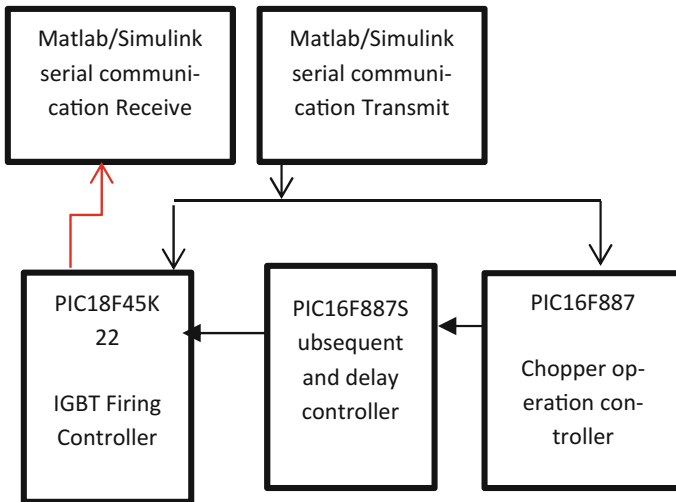 Matlab/Simulink
serial communi-
cation Receive
Matlab/Simulink
serial communi-
cation Transmit
PIC18F45K
22
IGBT Firing
Controller
PIC16F887S
ubsequent
and delay
controller
PIC16F887
Chopper op-
eration con-
troller